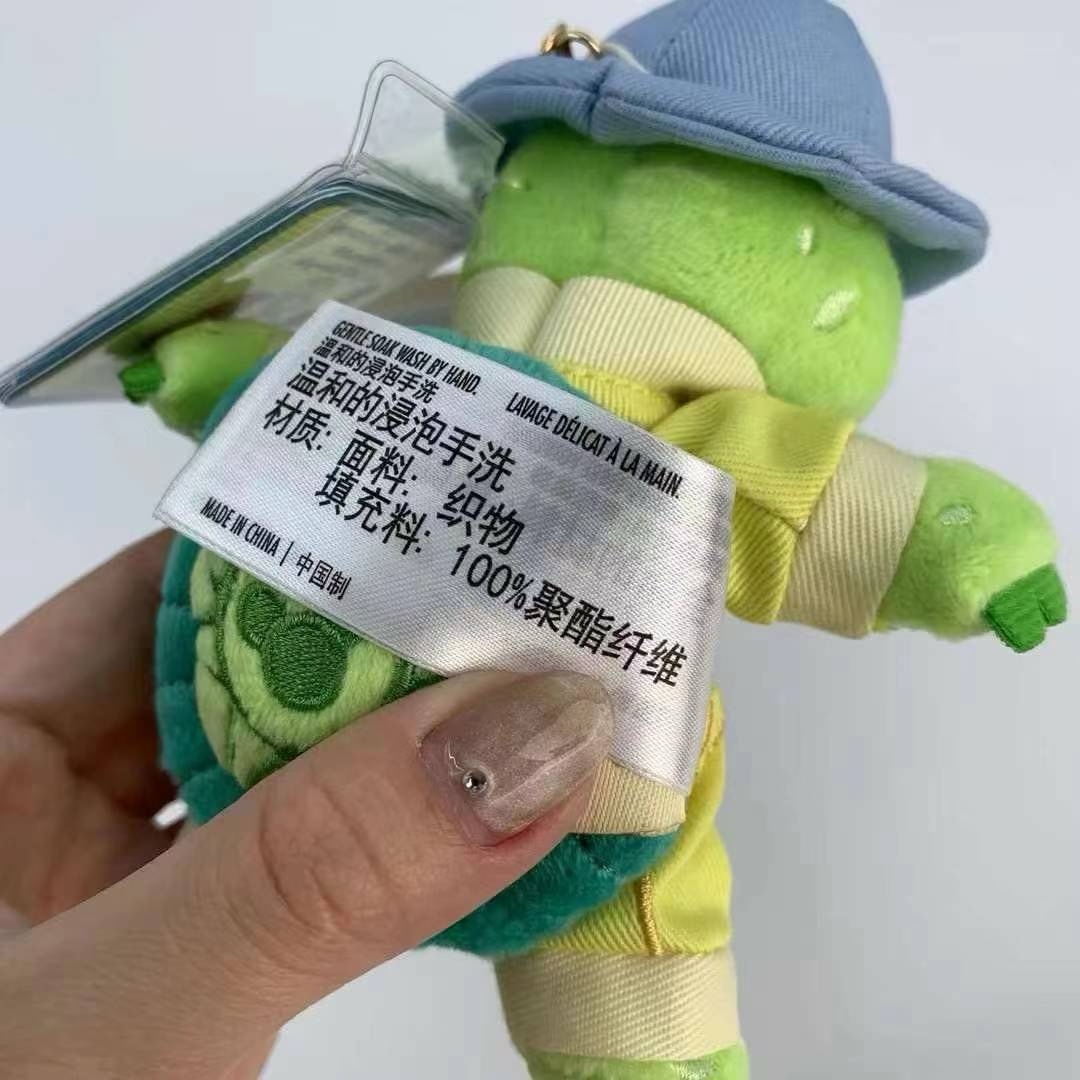 GENTLE SOAK WASH BY HAND.
LAVAGE DÉLICAT À LA MAIN.
溫和的浸泡手洗
温和的浸泡手洗
材质: 面料: 织物
填充料: 100%聚酯纤维
MADE IN CHINA | 中国制